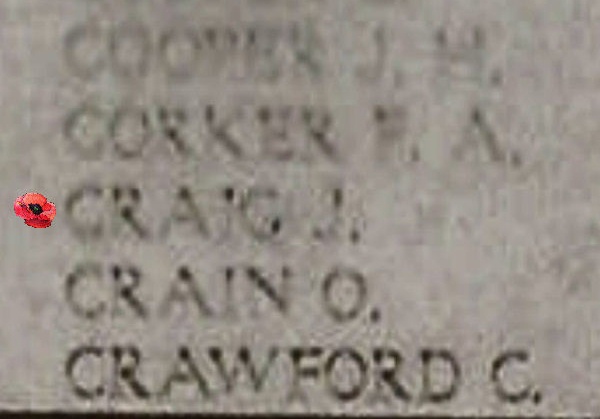 COOPER J. H.
CORKER F. A.
CRAIG J.
CRAIN O.
CRAWFORD C.